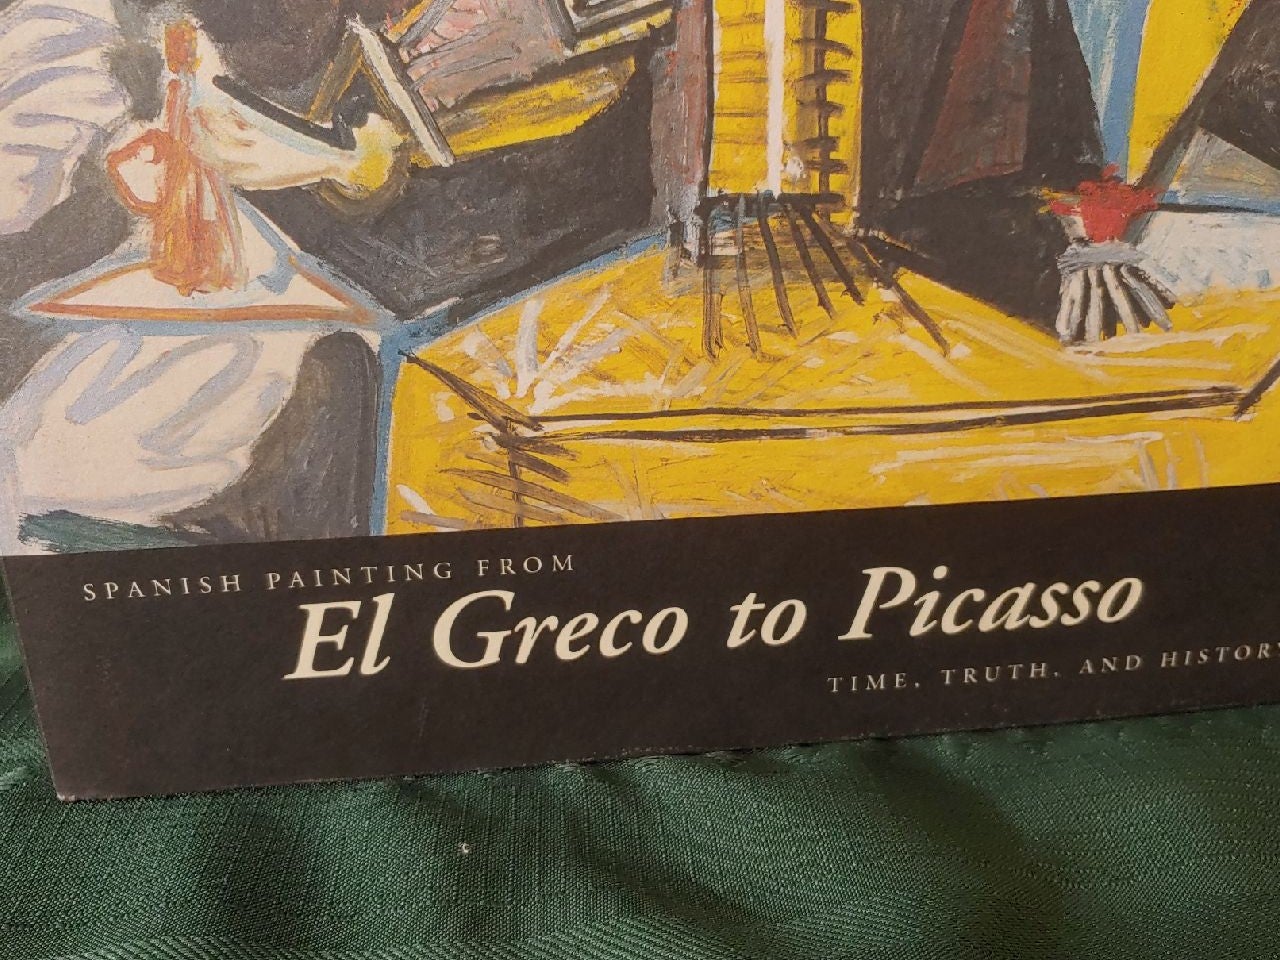 SPANISH PAINTING FROM
El Greco to Picasso
TIME, TRUTH, AND HISTORY